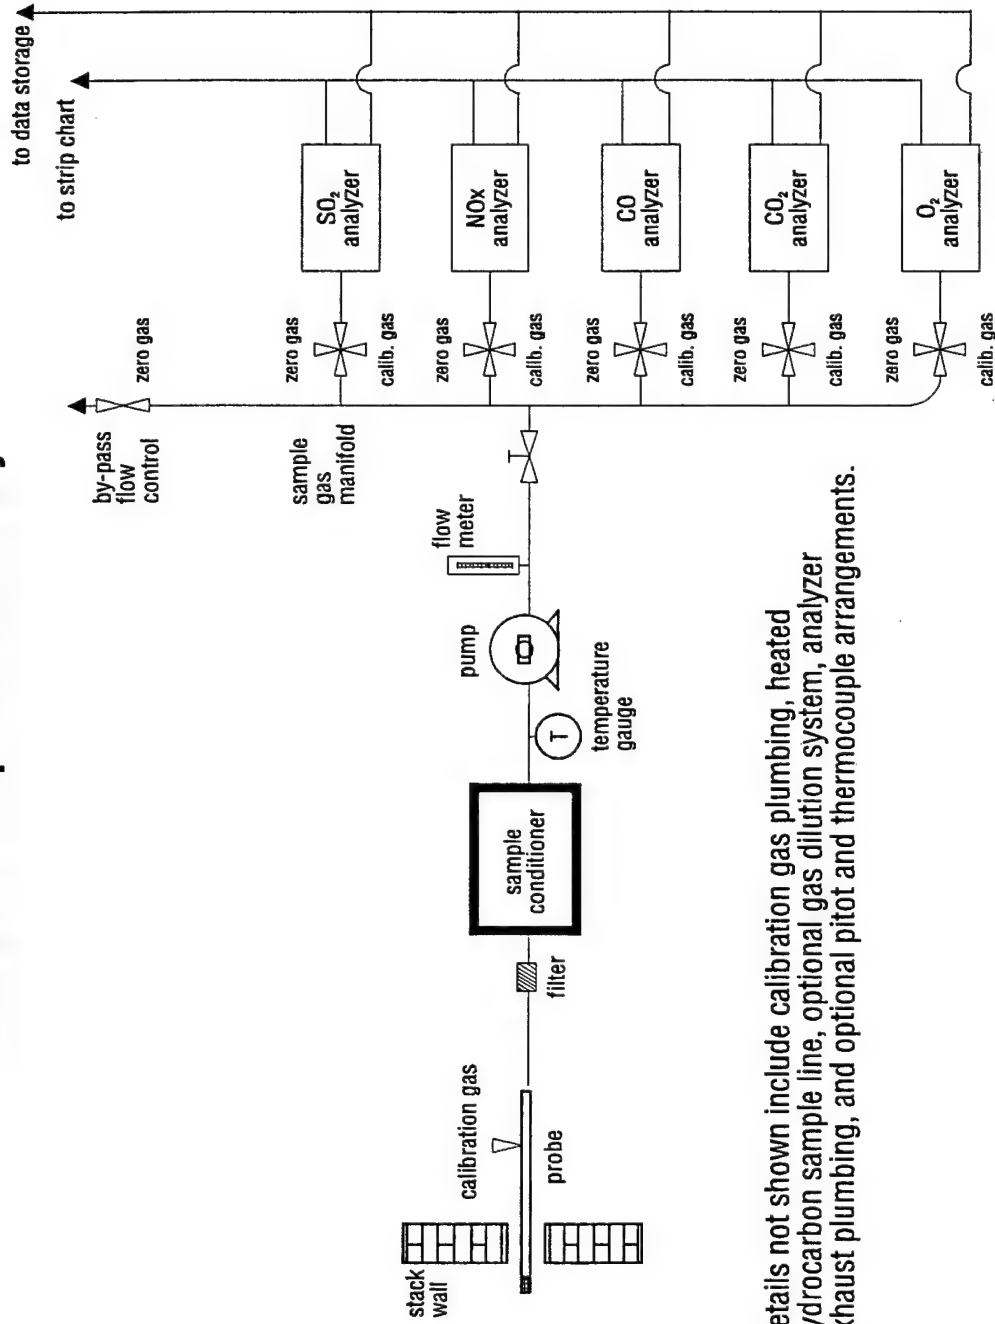 to data storage
to strip chart
SO₂
analyzer
NOx
analyzer
CO
analyzer
CO₂
analyzer
O₂
analyzer
zero gas
zero gas
calib. gas
zero gas
calib. gas
zero gas
calib. gas
zero gas
calib. gas
zero gas
calib. gas
by-pass
flow
control
sample
gas
manifold
flow
meter
pump
T
temperature
gauge
sample
conditioner
filter
calibration gas
probe
stack
wall
etails not shown include calibration gas plumbing, heated
ydrocarbon sample line, optional gas dilution system, analyzer
xhaust plumbing, and optional pitot and thermocouple arrangements.